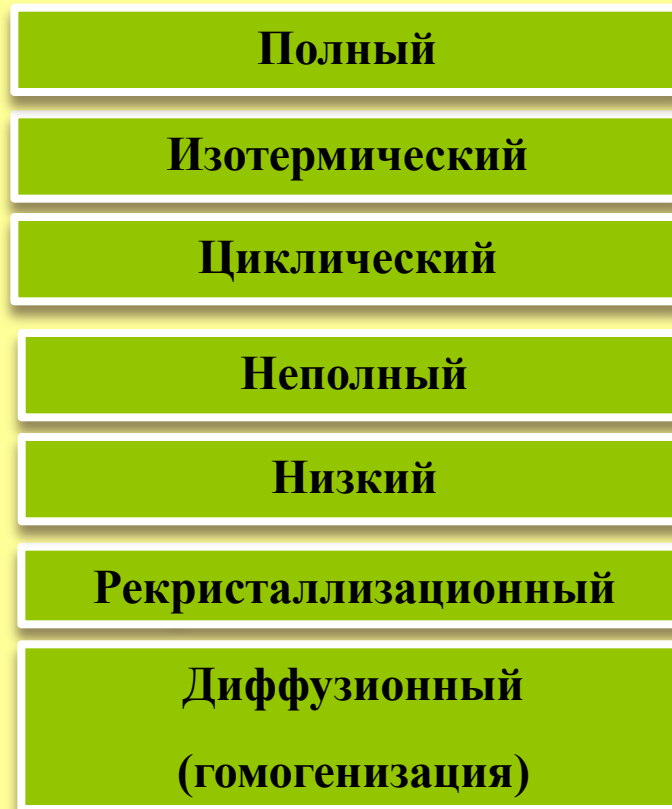 Полный
Изотермический
Циклический
Неполный
Низкий
Рекристаллизационный
Диффузионный
(гомогенизация)